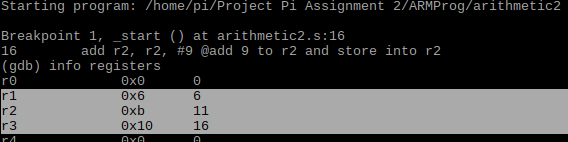 Starting program: /home/pi/Project Pi Assignment 2/ARMProg/arithmetic2
Breakpoint 1, _start () at arithmetic2.s:16
16 add r2, r2, #9 @add 9 to r2 and store into r2
(gdb) info registers
r0 0x0 0
r1 0x6 6
r2 0xb 11
r3 0x10 16
r4 0x0 0